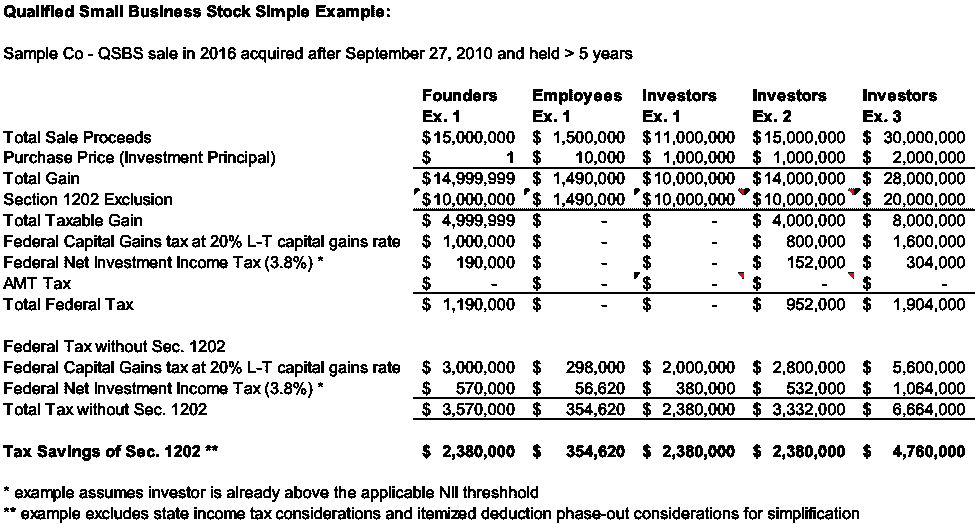 Qualified Small Business Stock Simple Example:
Sample Co - QSBS sale in 2016 acquired after September 27, 2010 and held > 5 years
Founders Employees Investors Investors Investors
Ex. 1 Ex. 1 Ex. 1 Ex. 2 Ex. 3
Total Sale Proceeds $15,000,000 $ 1,500,000 $11,000,000 $15,000,000 $ 30,000,000
Purchase Price (Investment Principal) $ 1 $ 10,000 $ 1,000,000 $ 1,000,000 $ 2,000,000
Total Gain $14,999,999 $ 1,490,000 $10,000,000 $14,000,000 $ 28,000,000
Section 1202 Exclusion $10,000,000 $ 1,490,000 $10,000,000 $10,000,000 $ 20,000,000
Total Taxable Gain $ 4,999,999 $ - $ - $ 4,000,000 $ 8,000,000
Federal Capital Gains tax at 20% L-T capital gains rate $ 1,000,000 $ - $ - $ 800,000 $ 1,600,000
Federal Net Investment Income Tax (3.8%) * $ 190,000 $ - $ - $ 152,000 $ 304,000
AMT Tax $ - $ - $ - $ - $ -
Total Federal Tax $ 1,190,000 $ - $ - $ 952,000 $ 1,904,000
Federal Tax without Sec. 1202
Federal Capital Gains tax at 20% L-T capital gains rate $ 3,000,000 $ 298,000 $ 2,000,000 $ 2,800,000 $ 5,600,000
Federal Net Investment Income Tax (3.8%) * $ 570,000 $ 56,620 $ 380,000 $ 532,000 $ 1,064,000
Total Tax without Sec. 1202 $ 3,570,000 $ 354,620 $ 2,380,000 $ 3,332,000 $ 6,664,000
Tax Savings of Sec. 1202 ** $ 2,380,000 $ 354,620 $ 2,380,000 $ 2,380,000 $ 4,760,000
* example assumes investor is already above the applicable NII threshhold
** example excludes state income tax considerations and itemized deduction phase-out considerations for simplification